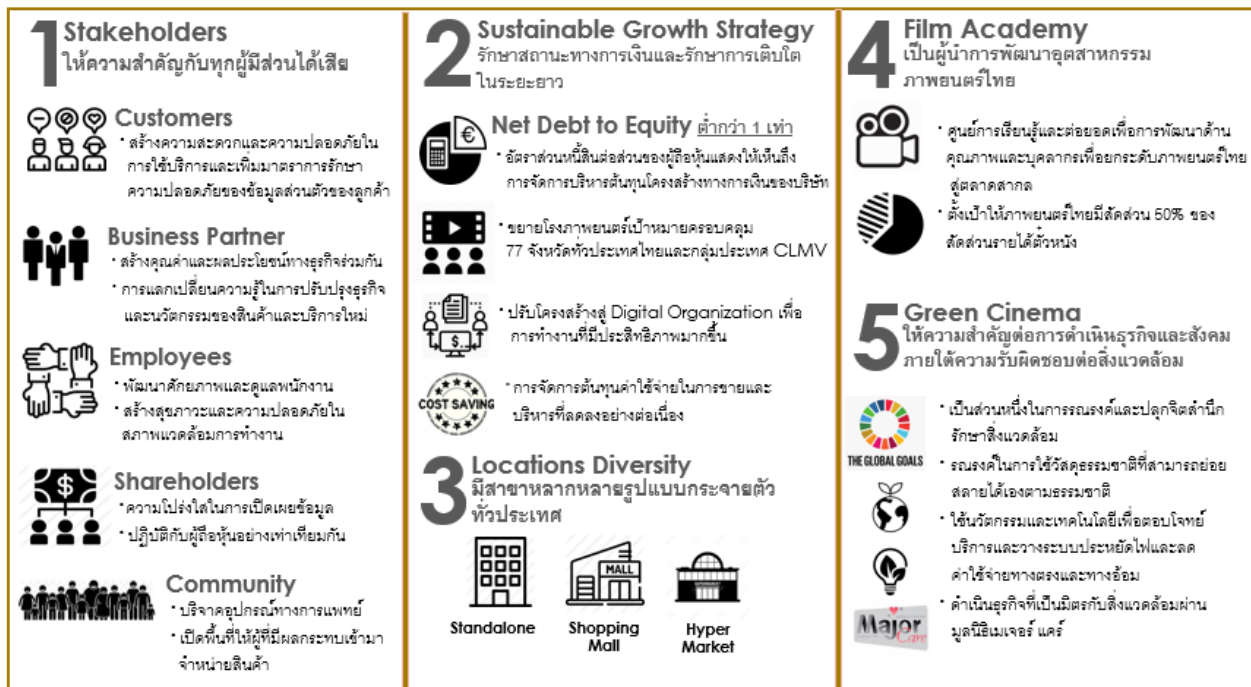 1 Stakeholders
ให้ความสำคัญกับทุกผู้มีส่วนได้เสีย
Customers
• สร้างความสะดวกและความปลอดภัยใน
การใช้บริการและเพิ่มมาตราการรักษา
ความปลอดภัยของข้อมูลส่วนตัวของลูกค้า
Business Partner
• สร้างคุณค่าและผลประโยชน์ทางธุรกิจร่วมกัน
• การแลกเปลี่ยนความรู้ในการปรับปรุงธุรกิจ
และนวัตกรรมของสินค้าและบริการใหม่
Employees
• พัฒนาศักยภาพและดูแลพนักงาน
• สร้างสุขภาวะและความปลอดภัยใน
สภาพแวดล้อมการทำงาน
Shareholders
• ความโปร่งใสในการเปิดเผยข้อมูล
• ปฏิบัติกับผู้ถือหุ้นอย่างเท่าเทียมกัน
Community
• บริจาคอุปกรณ์ทางการแพทย์
• เปิดพื้นที่ให้ผู้ที่มีผลกระทบเข้ามา
จำหน่ายสินค้า
2 Sustainable Growth Strategy
รักษาสถานะทางการเงินและรักษาการเติบโต
ในระยะยาว
Net Debt to Equity ต่ำกว่า 1 เท่า
• อัตราส่วนหนี้สินต่อส่วนของผู้ถือหุ้นแสดงให้เห็นถึง
การจัดการบริหารต้นทุนโครงสร้างทางการเงินของบริษัท
• ขยายโรงภาพยนตร์เป้าหมายครอบคลุม
77 จังหวัดทั่วประเทศไทยและกลุ่มประเทศ CLMV
• ปรับโครงสร้างสู่ Digital Organization เพื่อ
การทำงานที่มีประสิทธิภาพมากขึ้น
COST SAVING
• การจัดการต้นทุนค่าใช้จ่ายในการขายและ
บริหารที่ลดลงอย่างต่อเนื่อง
3 Locations Diversity
มีสาขาหลากหลายรูปแบบกระจายตัว
ทั่วประเทศ
MALL
Standalone
Shopping Mall
Hyper Market
4 Film Academy
เป็นผู้นำการพัฒนาอุตสาหกรรม
ภาพยนตร์ไทย
• ศูนย์การเรียนรู้และต่อยอดเพื่อการพัฒนาด้าน
คุณภาพและบุคลากรเพื่อยกระดับภาพยนตร์ไทย
สู่ตลาดสากล
• ตั้งเป้าให้ภาพยนตร์ไทยมีสัดส่วน 50% ของ
สัดส่วนรายได้ตั๋วหนัง
5 Green Cinema
ให้ความสำคัญต่อการดำเนินธุรกิจและสังคม
ภายใต้ความรับผิดชอบต่อสิ่งแวดล้อม
THE GLOBAL GOALS
• เป็นส่วนหนึ่งในการรณรงค์และปลุกจิตสำนึก
รักษาสิ่งแวดล้อม
• รณรงค์ในการใช้วัสดุธรรมชาติที่สามารถย่อย
สลายได้เองตามธรรมชาติ
• ใช้นวัตกรรมและเทคโนโลยีเพื่อตอบโจทย์
บริการและวางระบบประหยัดไฟและลด
ค่าใช้จ่ายทางตรงและทางอ้อม
Major Care
• ดำเนินธุรกิจที่เป็นมิตรกับสิ่งแวดล้อมผ่าน
มูลนิธิเมเจอร์ แคร์